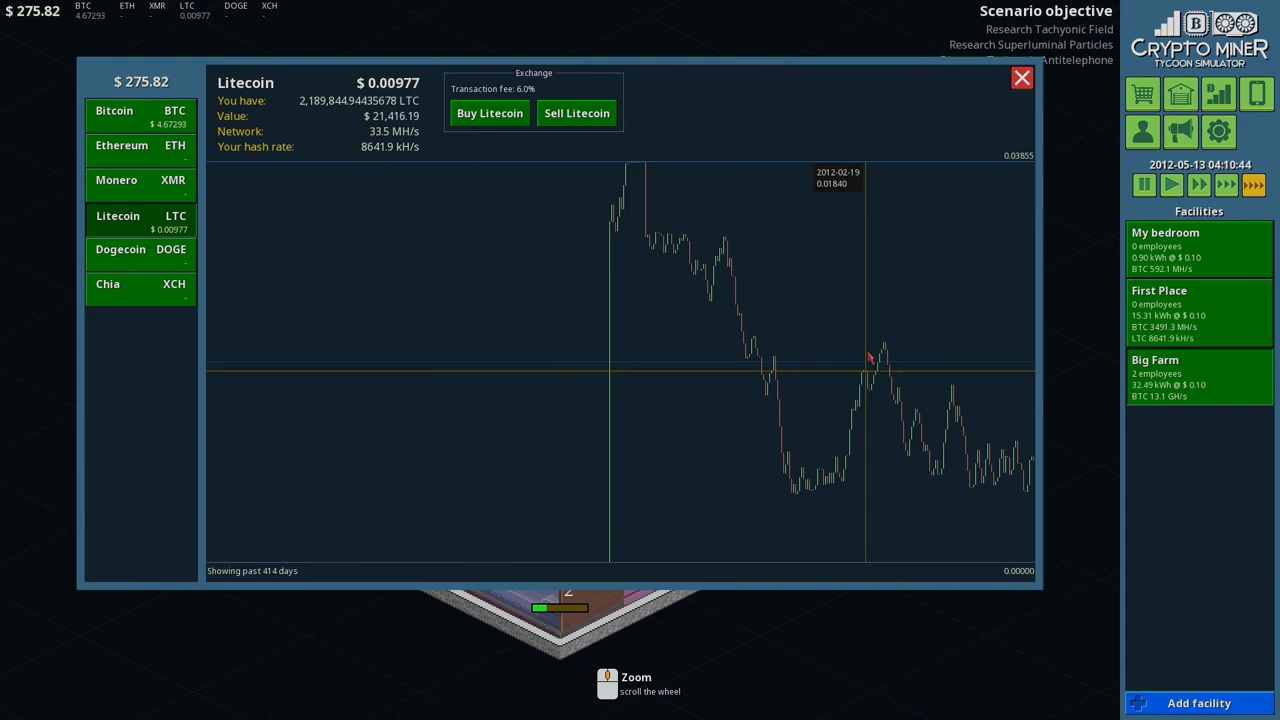 $ 275.82
BTC
4.67293
ETH
-
XMR
-
LTC
0.00977
DOGE
-
XCH
-
Scenario objective
Research Tachyonic Field
Research Superluminal Particles
Antitelephone
CRYPTO MINER
TYCOON SIMULATOR
$ 275.82
Bitcoin BTC
$ 4.67293
Ethereum ETH
-
Monero XMR
-
Litecoin LTC
$ 0.00977
Dogecoin DOGE
-
Chia XCH
-
Litecoin $ 0.00977
You have: 2,189,844.94435678 LTC
Value: $ 21,416.19
Network: 33.5 MH/s
Your hash rate: 8641.9 kH/s
Exchange
Transaction fee: 6.0%
Buy Litecoin
Sell Litecoin
0.03855
2012-02-19
0.01840
Showing past 414 days
0.00000
2
Zoom
scroll the wheel
2012-05-13 04:10:44
Facilities
My bedroom
0 employees
0.90 kWh @ $ 0.10
BTC 592.1 MH/s
First Place
0 employees
15.31 kWh @ $ 0.10
BTC 3491.3 MH/s
LTC 8641.9 kH/s
Big Farm
2 employees
32.49 kWh @ $ 0.10
BTC 13.1 GH/s
Add facility